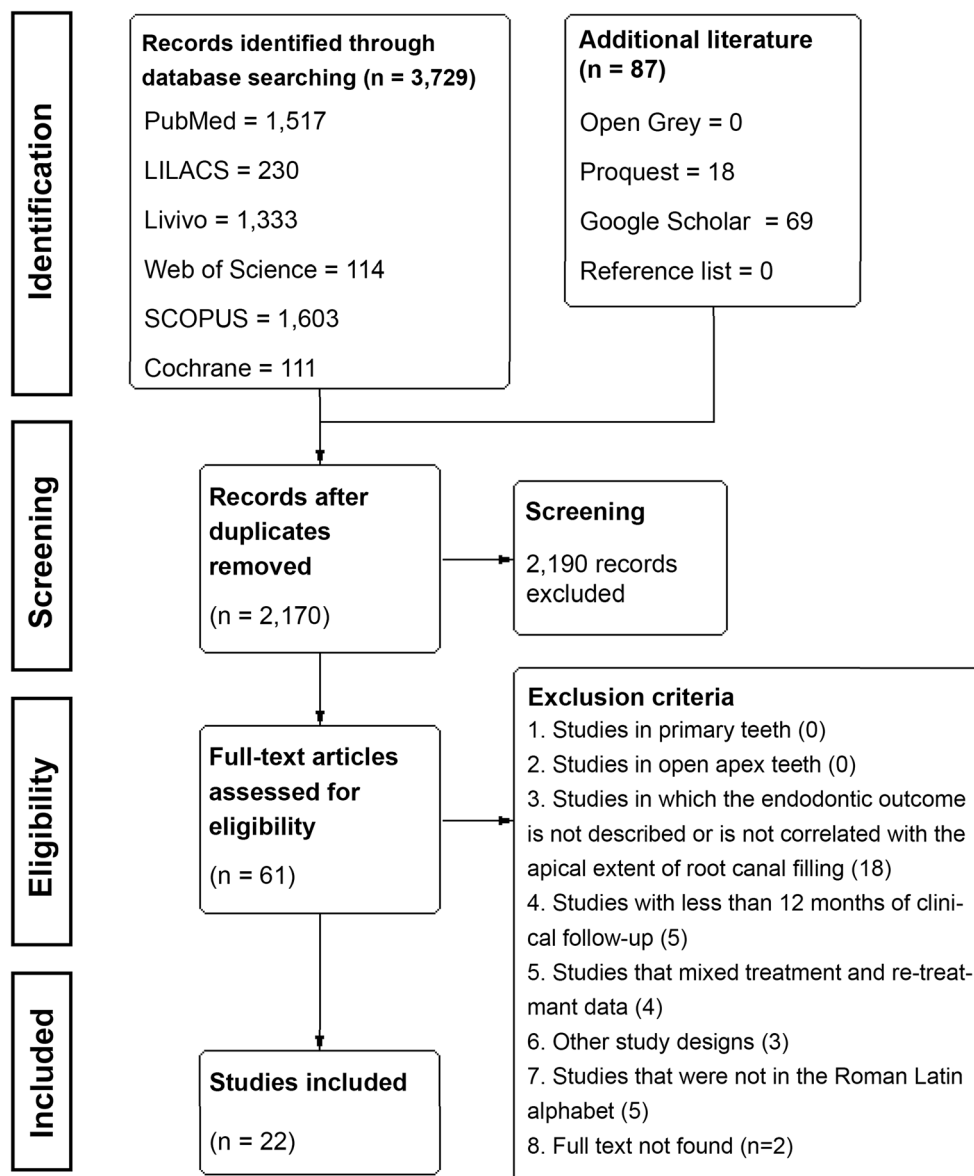 Identification
Records identified through
database searching (n = 3,729)
PubMed = 1,517
LILACS = 230
Livivo = 1,333
Web of Science = 114
SCOPUS = 1,603
Cochrane = 111
Additional literature
(n = 87)
Open Grey = 0
Proquest = 18
Google Scholar = 69
Reference list = 0
Screening
Records after
duplicates
removed
(n = 2,170)
Screening
2,190 records
excluded
Eligibility
Full-text articles
assessed for
eligibility
(n = 61)
Exclusion criteria
1. Studies in primary teeth (0)
2. Studies in open apex teeth (0)
3. Studies in which the endodontic outcome
is not described or is not correlated with the
apical extent of root canal filling (18)
4. Studies with less than 12 months of clini-
cal follow-up (5)
5. Studies that mixed treatment and re-treat-
mant data (4)
6. Other study designs (3)
7. Studies that were not in the Roman Latin
alphabet (5)
8. Full text not found (n=2)
Included
Studies included
(n = 22)